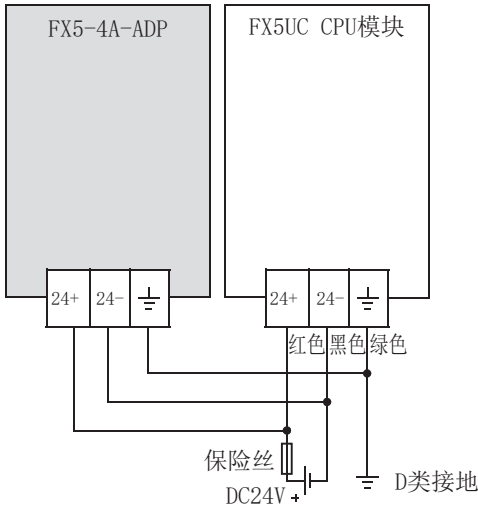 FX5-4A-ADP
FX5UC CPU模块
24+ 24-
24+ 24-
红色 黑色 绿色
保险丝
DC24V +
D类接地